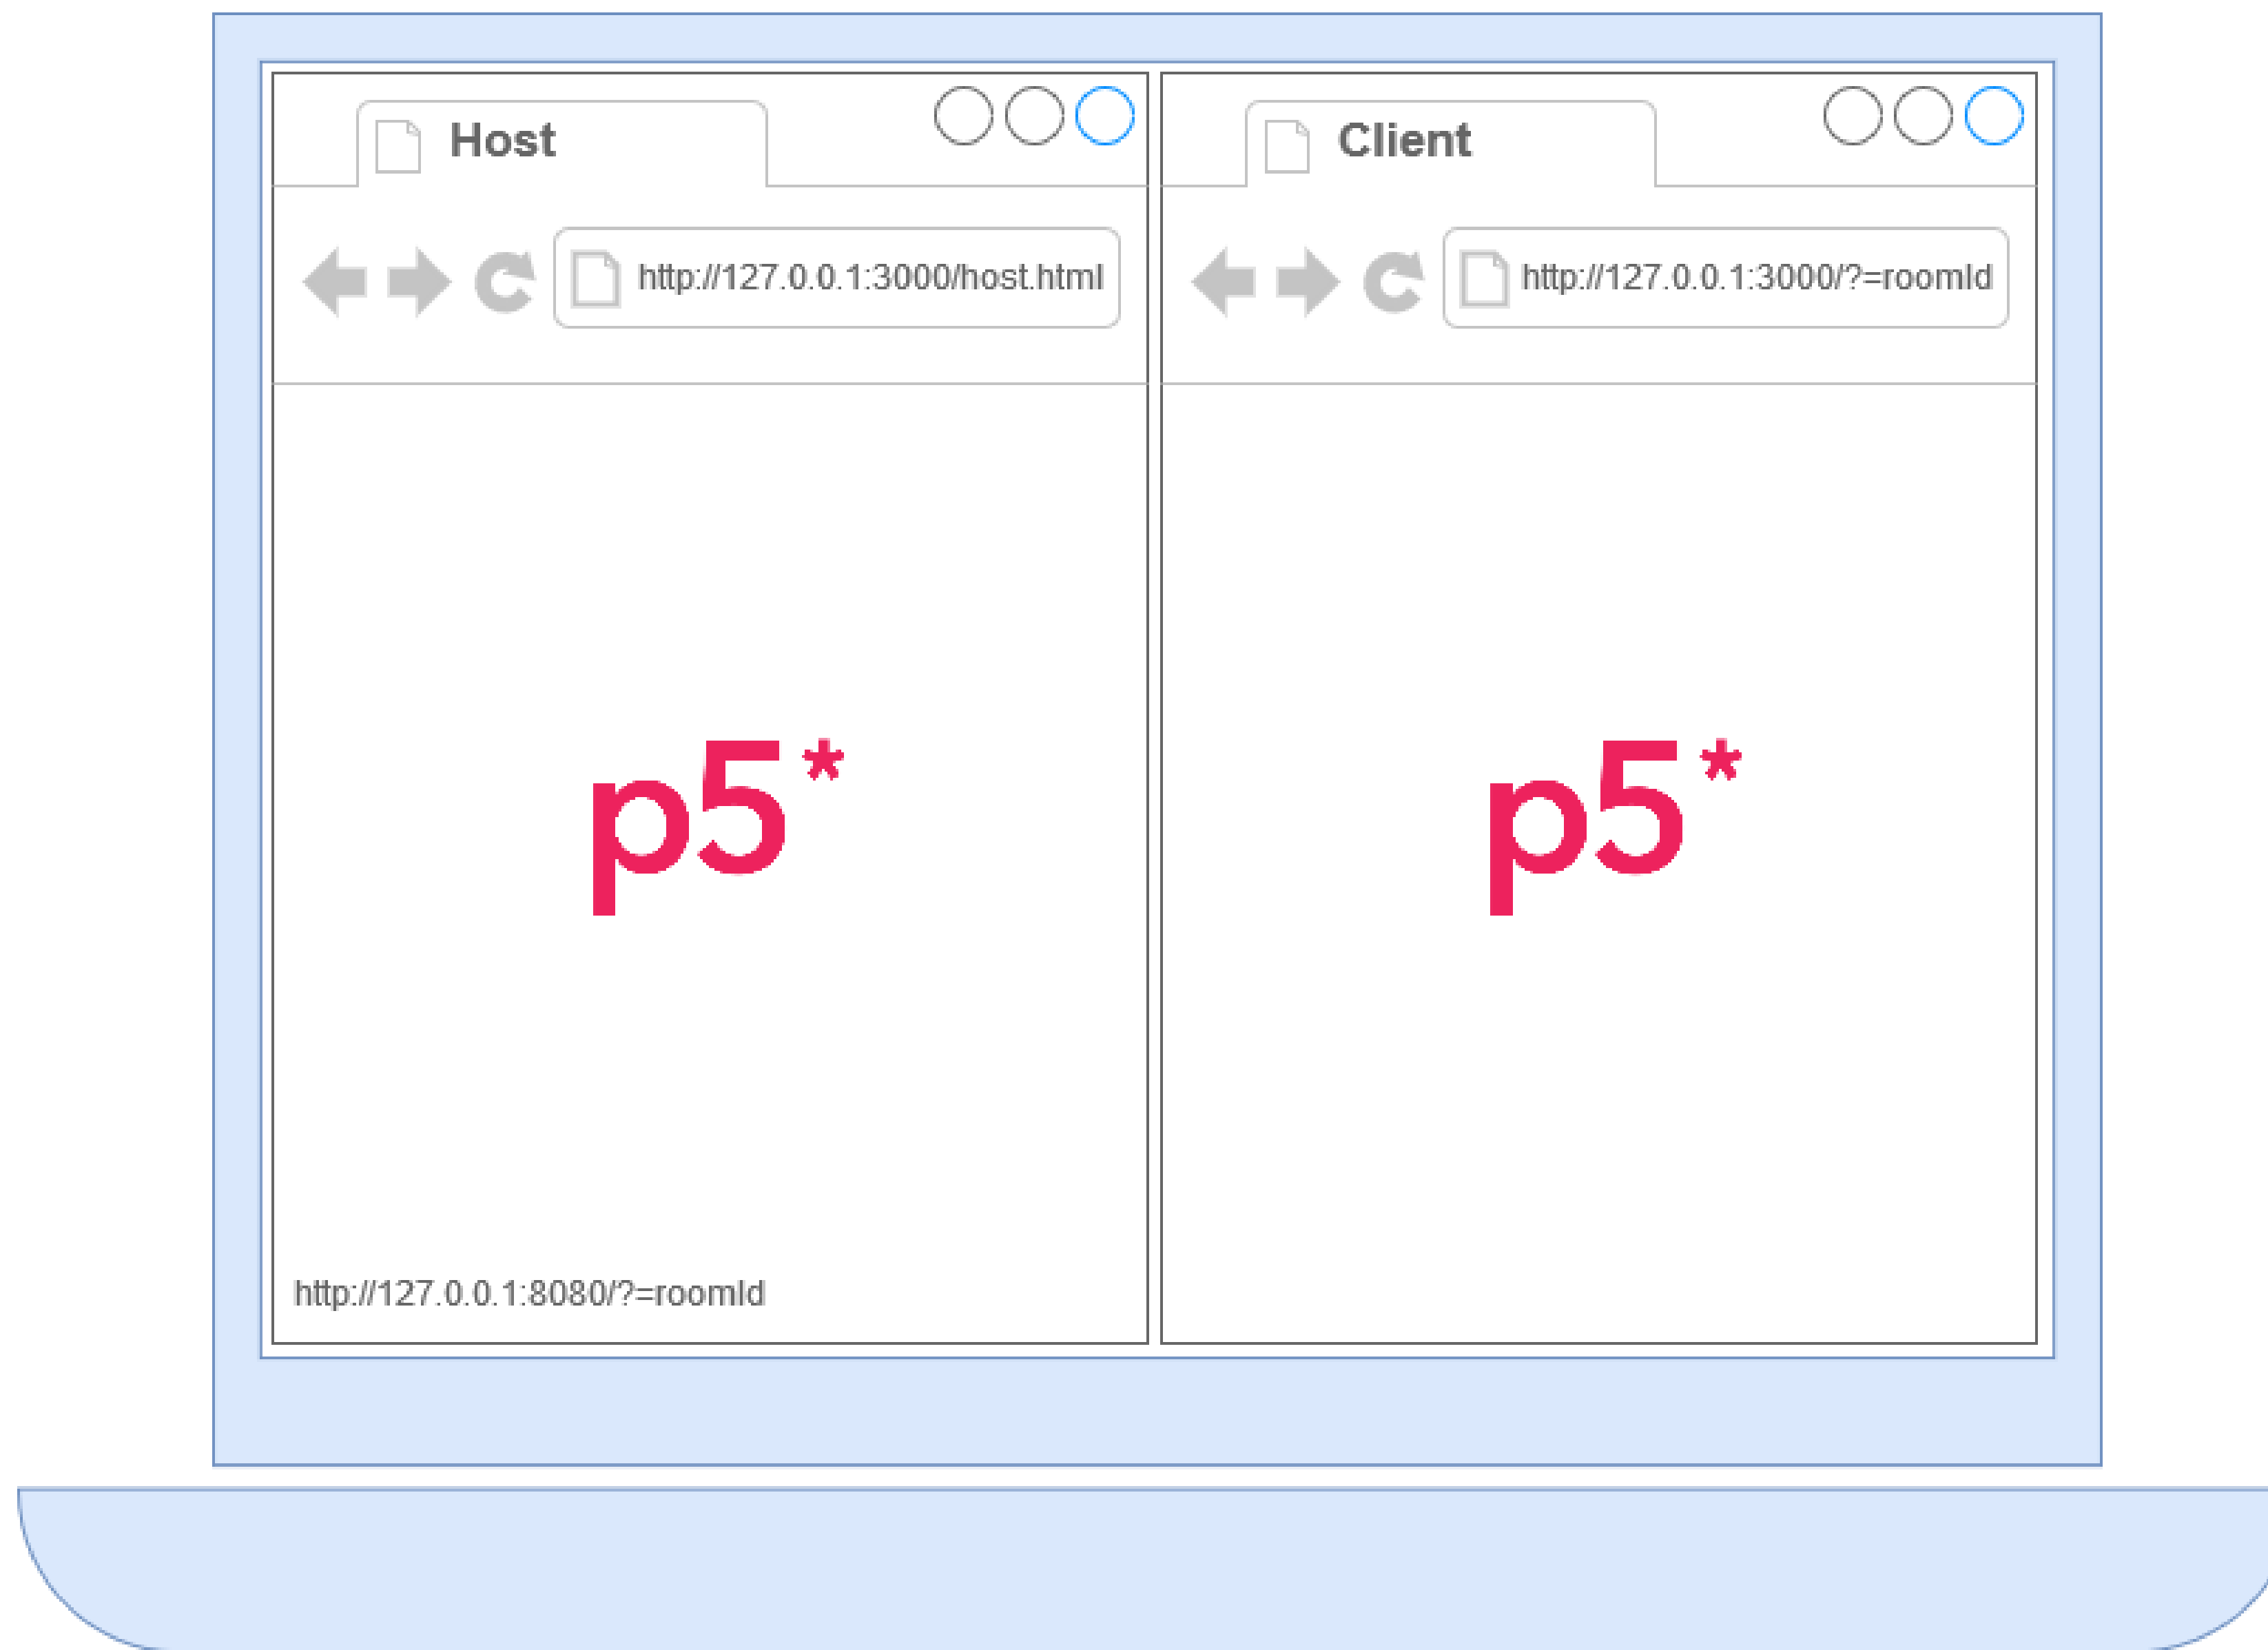 Host
http://127.0.0.1:3000/host.html
p5*
http://127.0.0.1:8080/?=roomId
Client
http://127.0.0.1:3000/?=roomId
p5*